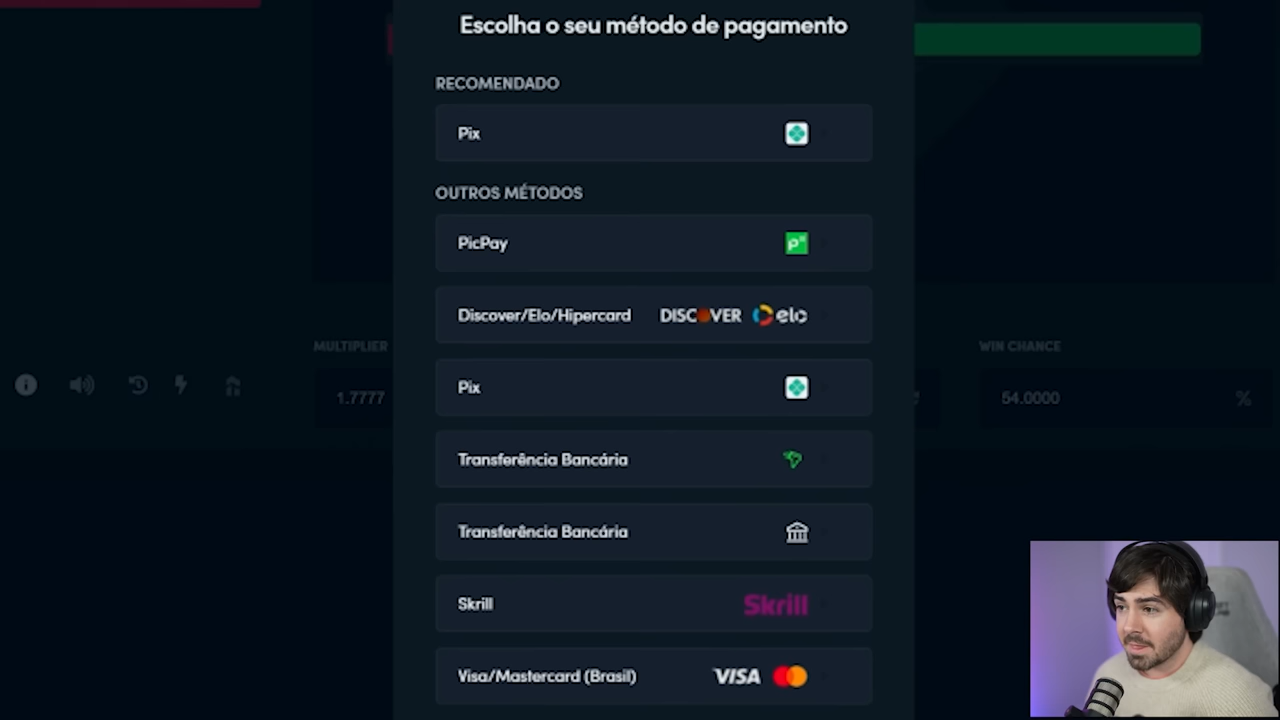 Escolha o seu método de pagamento
RECOMENDADO
Pix
OUTROS MÉTODOS
PicPay
Discover/Elo/Hipercard DISCOVER elo
Pix
MULTIPLIER
WIN CHANCE
1.7777
54.0000 %
Transferência Bancária
Transferência Bancária
Skrill Skrill
Visa/Mastercard (Brasil) VISA